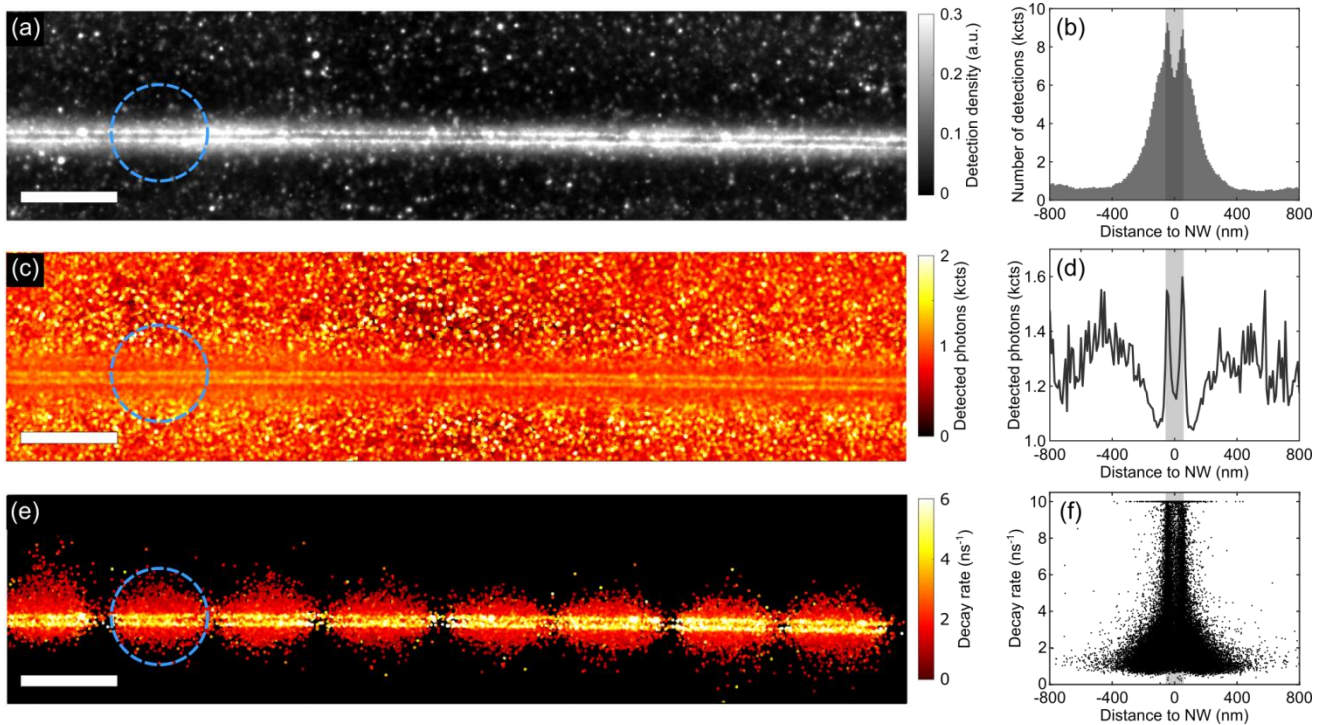 (a)
0.3
0.2
0.1
0
Detection density (a.u.)
(b)
10
8
6
4
2
0
Number of detections (kcts)
-800 -400 0 400 800
Distance to NW (nm)
(c)
2
1
0
Detected photons (kcts)
(d)
1.6
1.4
1.2
1.0
Detected photons (kcts)
-800 -400 0 400 800
Distance to NW (nm)
(e)
6
4
2
0
Decay rate (ns⁻¹)
(f)
10
8
6
4
2
0
Decay rate (ns⁻¹)
-800 -400 0 400 800
Distance to NW (nm)